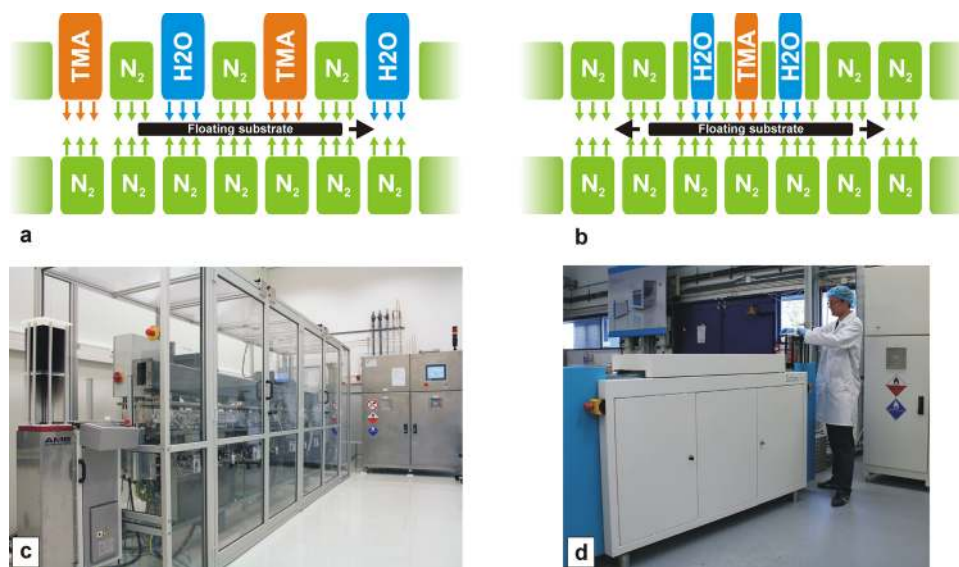 TMA N₂ H2O N₂ TMA N₂ H2O
Floating substrate
N₂ N₂ N₂ N₂ N₂ N₂ N₂
a
N₂ N₂ H2O TMA H2O N₂ N₂
Floating substrate
N₂ N₂ N₂ N₂ N₂ N₂ N₂
b
AMB
c
d